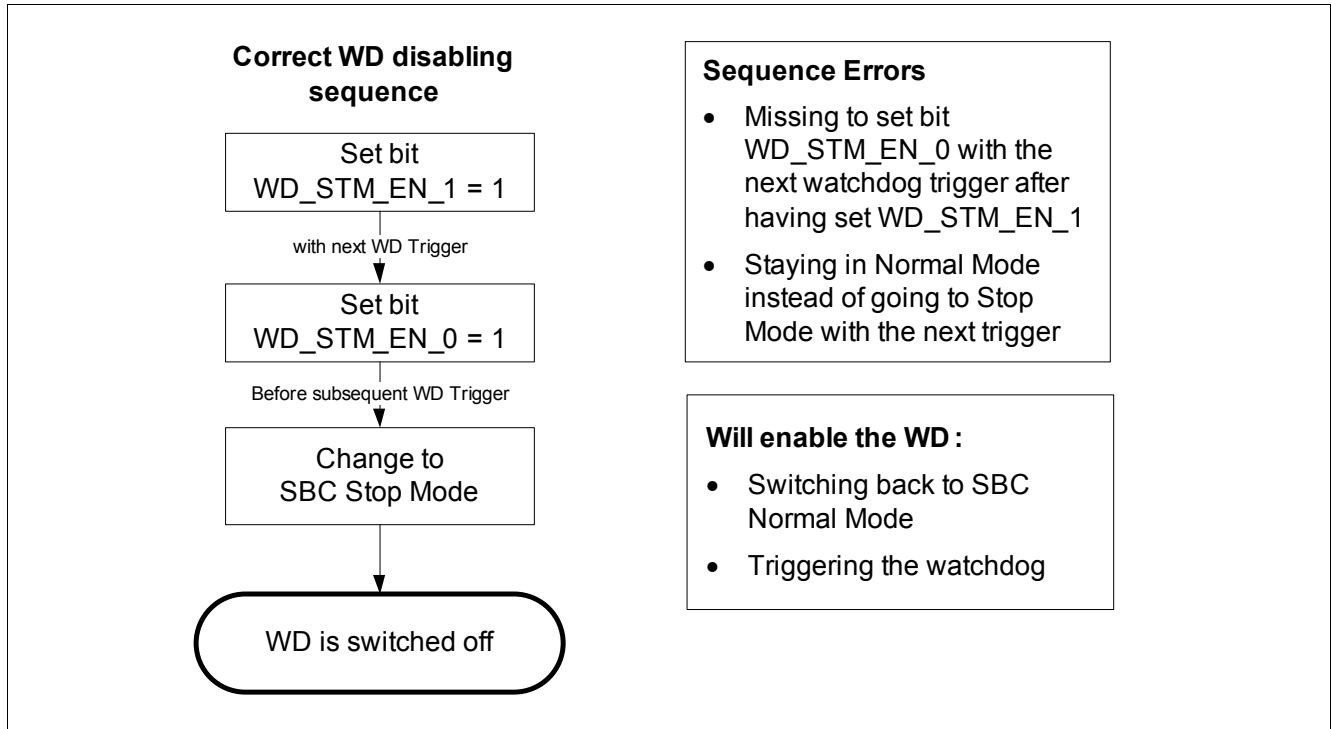 Correct WD disabling
sequence
Set bit
WD_STM_EN_1 = 1
with next WD Trigger
Set bit
WD_STM_EN_0 = 1
Before subsequent WD Trigger
Change to
SBC Stop Mode
WD is switched off
Sequence Errors
• Missing to set bit
WD_STM_EN_0 with the
next watchdog trigger after
having set WD_STM_EN_1
• Staying in Normal Mode
instead of going to Stop
Mode with the next trigger
Will enable the WD :
• Switching back to SBC
Normal Mode
• Triggering the watchdog